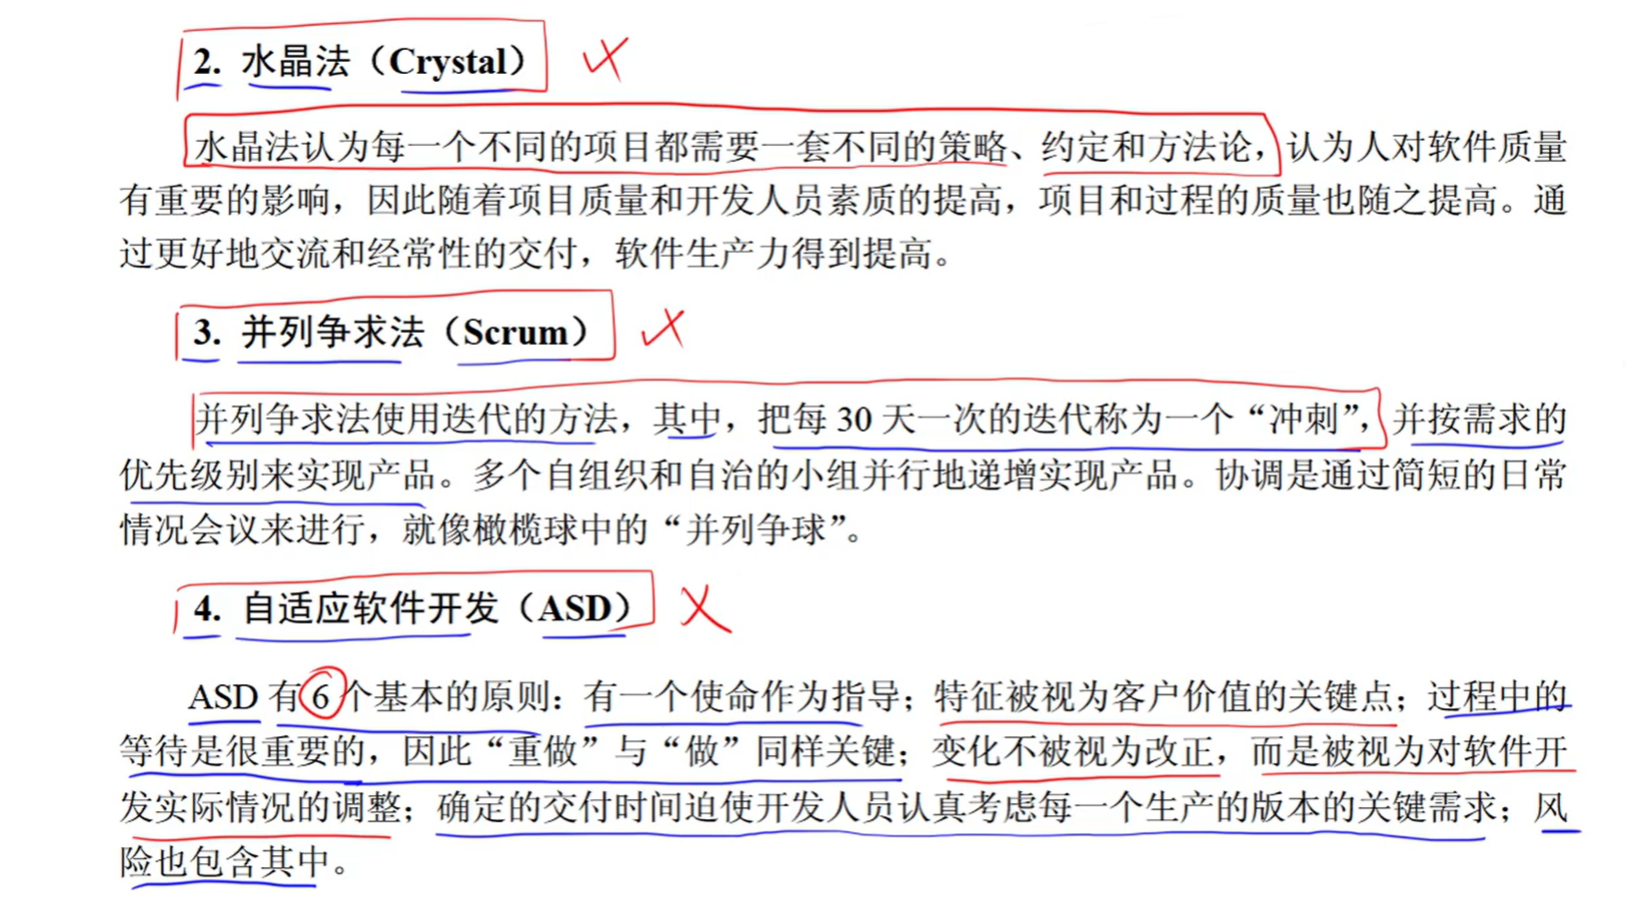 2. 水晶法（Crystal）
水晶法认为每一个不同的项目都需要一套不同的策略、约定和方法论，认为人对软件质量
有重要的影响，因此随着项目质量和开发人员素质的提高，项目和过程的质量也随之提高。通
过更好地交流和经常性的交付，软件生产力得到提高。
3. 并列争求法（Scrum）
并列争求法使用迭代的方法，其中，把每 30 天一次的迭代称为一个“冲刺”，并按需求的
优先级别来实现产品。多个自组织和自治的小组并行地递增实现产品。协调是通过简短的日常
情况会议来进行，就像橄榄球中的“并列争球”。
4. 自适应软件开发（ASD）
ASD 有 6 个基本的原则：有一个使命作为指导；特征被视为客户价值的关键点；过程中的
等待是很重要的，因此“重做”与“做”同样关键；变化不被视为改正，而是被视为对软件开
发实际情况的调整；确定的交付时间迫使开发人员认真考虑每一个生产的版本的关键需求；风
险也包含其中。